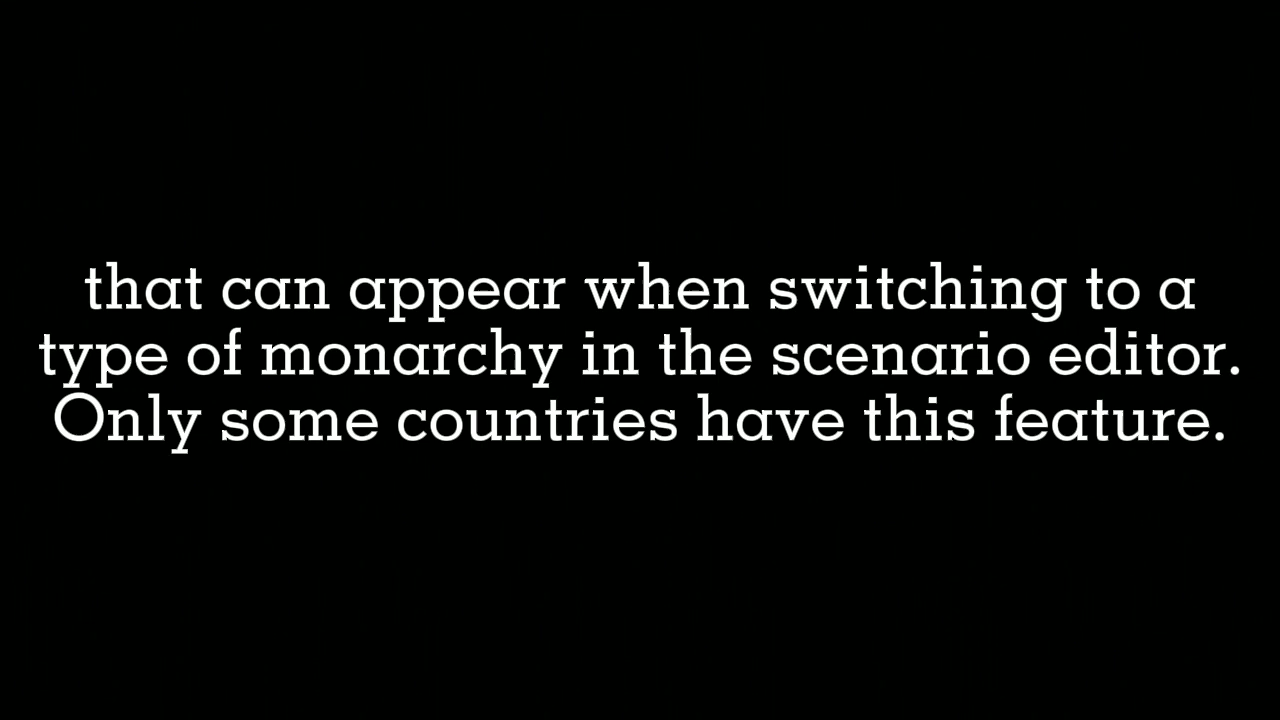 that can appear when switching to a
type of monarchy in the scenario editor.
Only some countries have this feature.